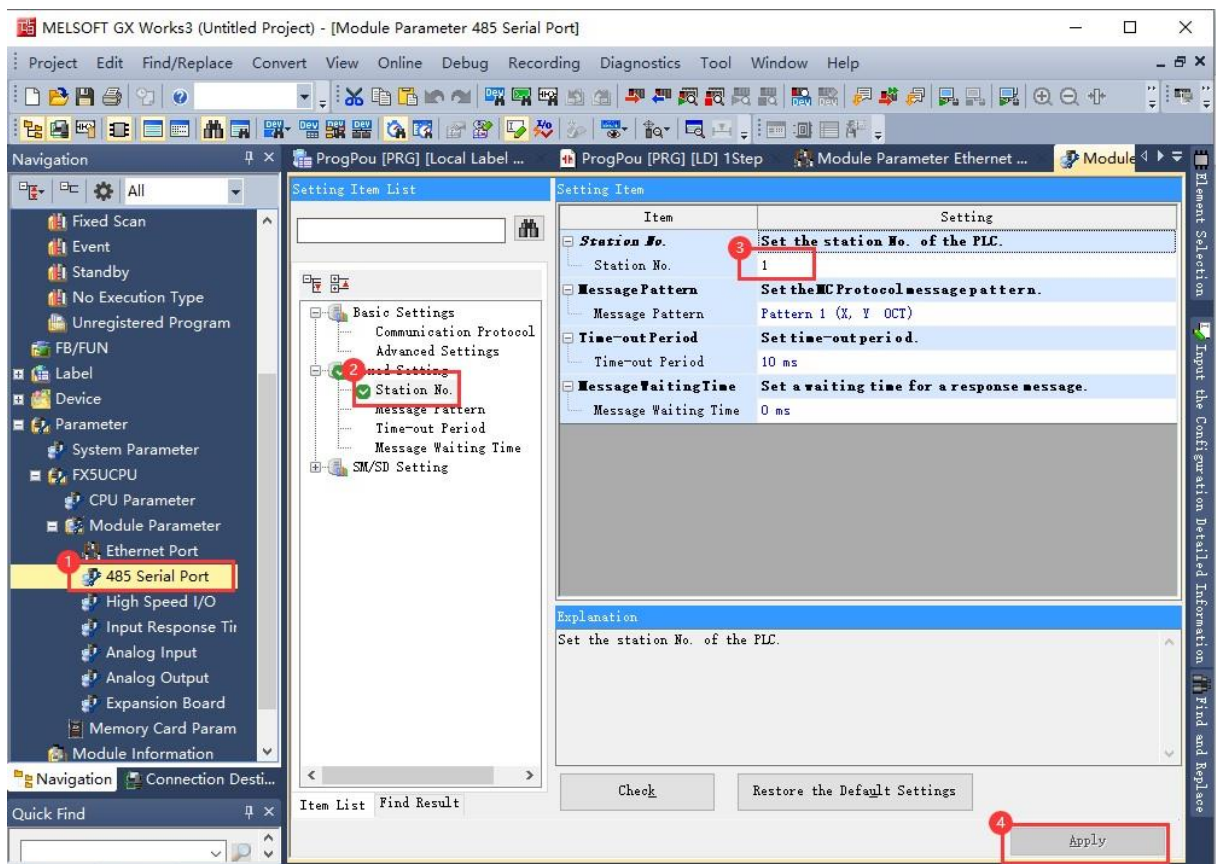 MELSOFT GX Works3 (Untitled Project) - [Module Parameter 485 Serial Port]
Project Edit Find/Replace Convert View Online Debug Recording Diagnostics Tool Window Help
Navigation
ProgPou [PRG] [Local Label ...
ProgPou [PRG] [LD] 1Step
Module Parameter Ethernet ...
Module
All
Fixed Scan
Event
Standby
No Execution Type
Unregistered Program
FB/FUN
Label
Device
Parameter
System Parameter
FX5UCPU
CPU Parameter
Module Parameter
Ethernet Port
1
485 Serial Port
High Speed I/O
Input Response Tir
Analog Input
Analog Output
Expansion Board
Memory Card Param
Module Information
Navigation
Connection Desti...
Quick Find
Setting Item List
Basic Settings
Communication Protocol
Advanced Settings
2
Station No.
Message Pattern
Time-out Period
Message Waiting Time
SM/SD Setting
Item List
Find Result
Setting Item
Item Setting
Station No. Set the station No. of the PLC.
3
Station No. 1
Message Pattern Set the MC Protocol message pattern.
Message Pattern Pattern 1 (X, Y OCT)
Time-out Period Set time-out period.
Time-out Period 10 ms
Message Waiting Time Set a waiting time for a response message.
Message Waiting Time 0 ms
Explanation
Set the station No. of the PLC.
Check
Restore the Default Settings
4
Apply
Element Selection
Input the Configuration Detailed Information
Find and Replace